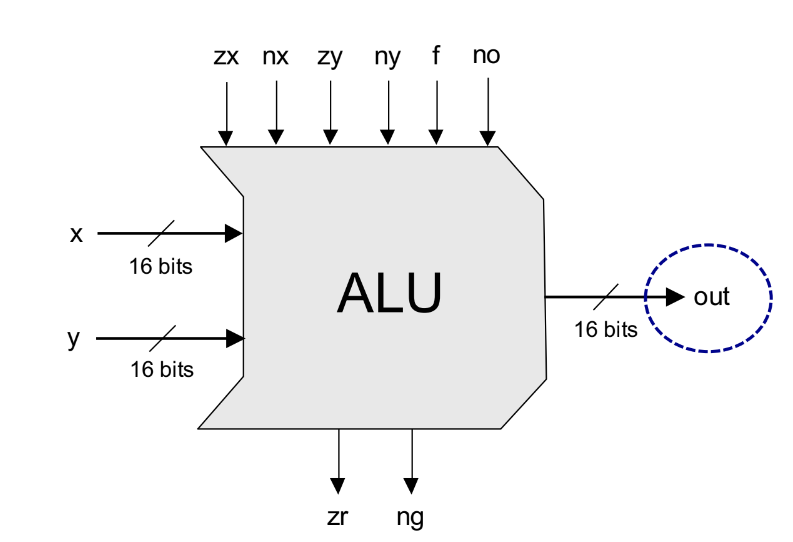 zx nx zy ny f no
x
16 bits
ALU
out
16 bits
y
16 bits
zr ng